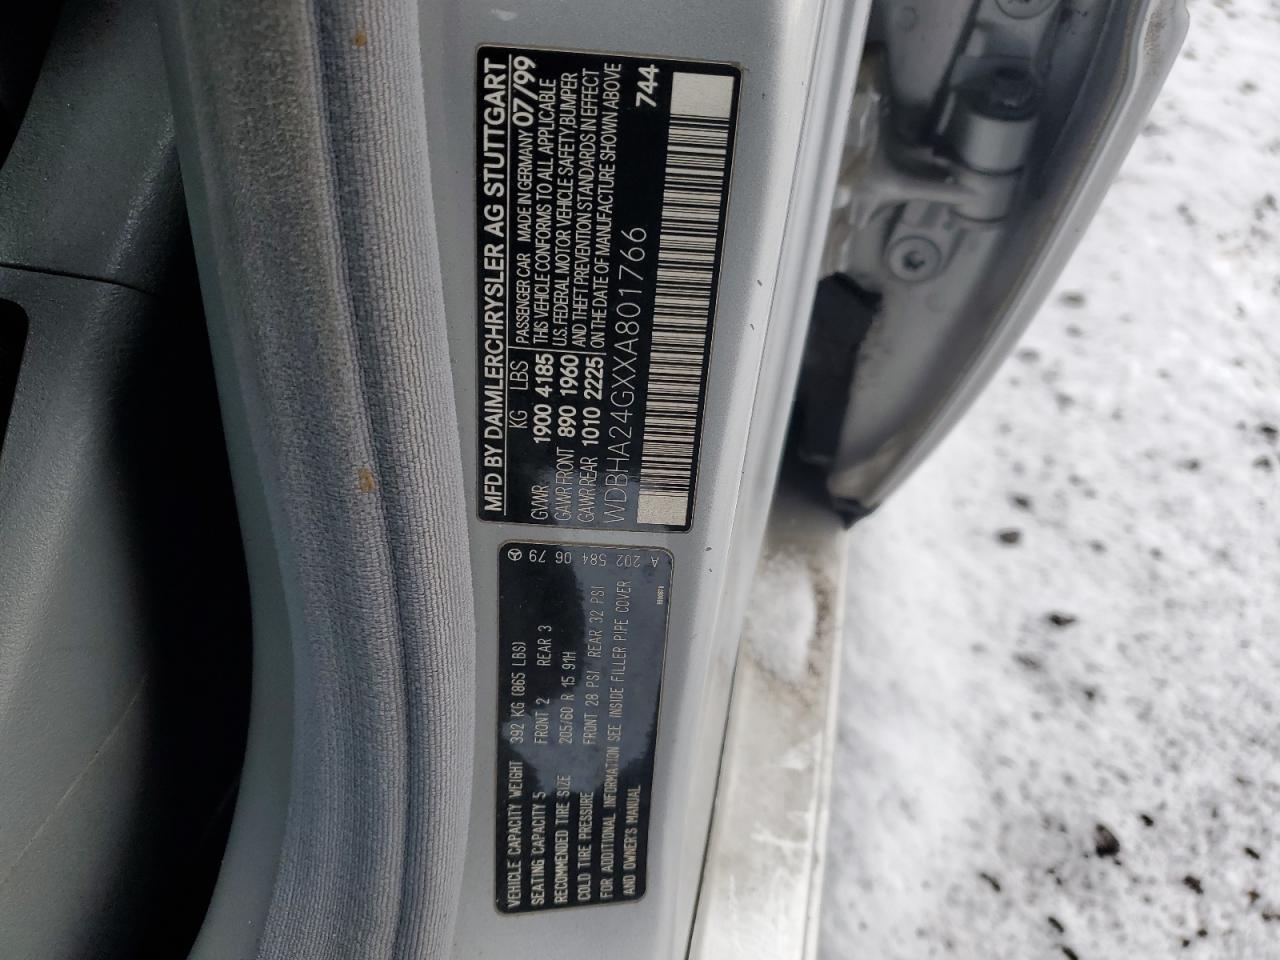 MFD BY DAIMLERCHRYSLER AG STUTTGART
KG LBS PASSENGER CAR MADE IN GERMANY 07/99
GVWR 1900 4185 THIS VEHICLE CONFORMS TO ALL APPLICABLE
GAWR FRONT 890 1960 U.S. FEDERAL MOTOR VEHICLE SAFETY, BUMPER
GAWR REAR 1010 2225 AND THEFT PREVENTION STANDARDS IN EFFECT
ON THE DATE OF MANUFACTURE SHOWN ABOVE
WDBHA24GXXA801766 744
VEHICLE CAPACITY WEIGHT 392 KG (865 LBS)
SEATING CAPACITY 5 FRONT 2 REAR 3
RECOMMENDED TIRE SIZE 205/60 R 15 91H
COLD TIRE PRESSURE FRONT 28 PSI REAR 32 PSI
FOR ADDITIONAL INFORMATION SEE INSIDE FILLER PIPE COVER
AND OWNER'S MANUAL
A 202 584 06 79